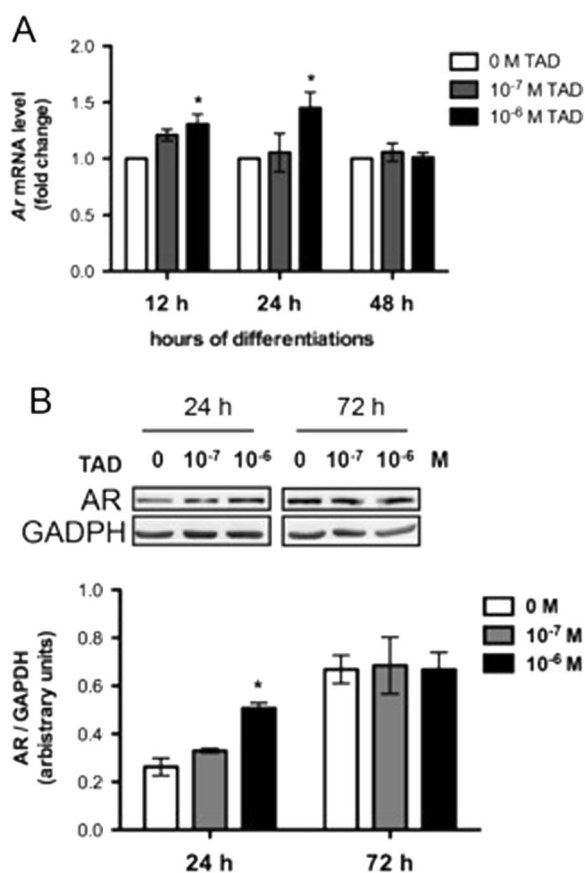 A
2.0
1.5
1.0
0.5
0.0
Ar mRNA level
(fold change)
*
*
12 h 24 h 48 h
hours of differentiations
0 M TAD
10⁻⁷ M TAD
10⁻⁶ M TAD
B
24 h 72 h
TAD 0 10⁻⁷ 10⁻⁶ 0 10⁻⁷ 10⁻⁶ M
AR
GADPH
1.0
0.8
0.6
0.4
0.2
0.0
AR / GAPDH
(arbistrary units)
*
24 h 72 h
0 M
10⁻⁷ M
10⁻⁶ M